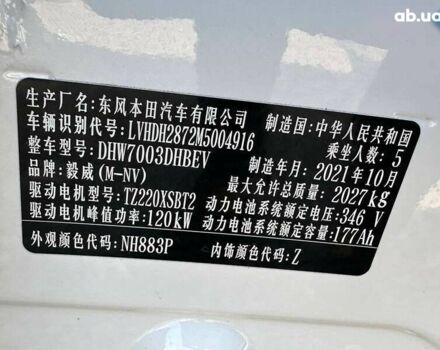 ab.ua
生产厂名:东风本田汽车有限公司
制造国:中华人民共和国
车辆识别代号:LVHDH2872M5004916
乘坐人数:5
整车型号:DHW7003DHBEV
制造年月:2021年10月
品牌:毅威(M-NV)
最大允许总质量:2027kg
驱动电机型号:TZ220XSBT2
动力电池系统额定电压:346 V
驱动电机峰值功率:120kW
动力电池系统额定容量:177Ah
外观颜色代码:NH883P
内饰颜色代码:Z